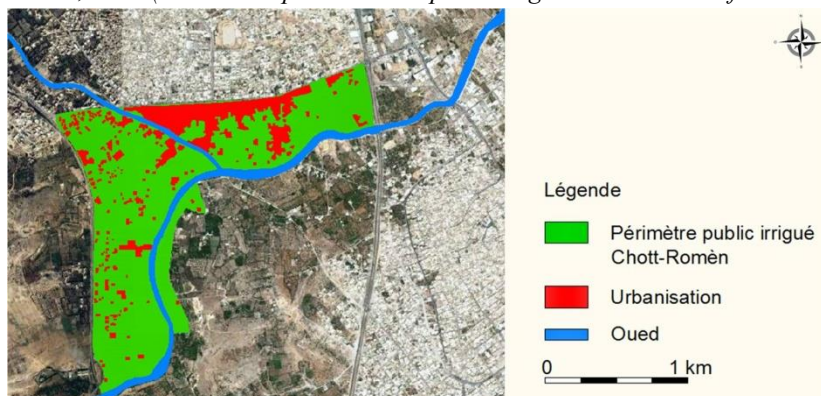 Légende
Périmètre public irrigué
Chott-Romèn
Urbanisation
Oued
0 1 km